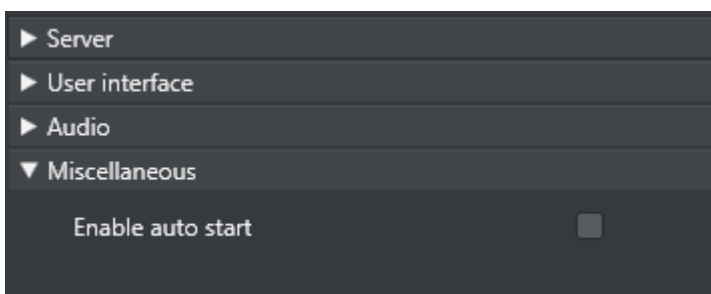 Server
User interface
Audio
Miscellaneous
Enable auto start